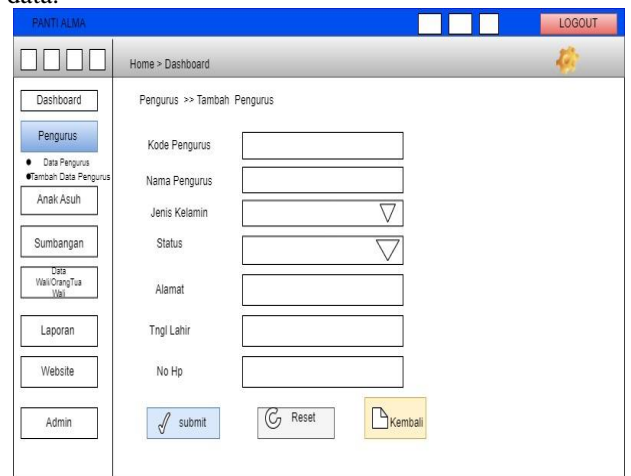 data.
PANTI ALMA
LOGOUT
Home > Dashboard
Dashboard
Pengurus >> Tambah Pengurus
Pengurus
Data Pengurus
Tambah Data Pengurus
Anak Asuh
Sumbangan
Data
Wali/OrangTua
Wali
Laporan
Website
Admin
Kode Pengurus
Nama Pengurus
Jenis Kelamin
Status
Alamat
Tngl Lahir
No Hp
submit
Reset
Kembali